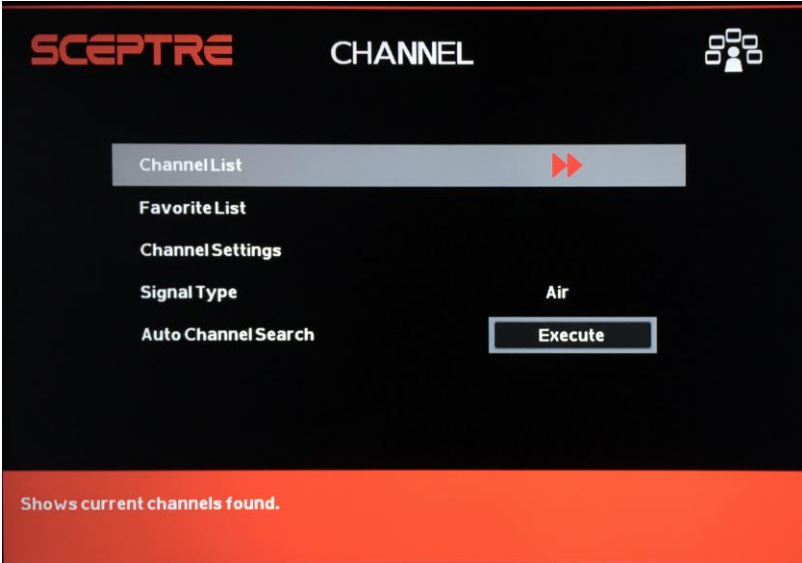 SCEPTRE CHANNEL
Channel List
Favorite List
Channel Settings
Signal Type Air
Auto Channel Search Execute
Shows current channels found.